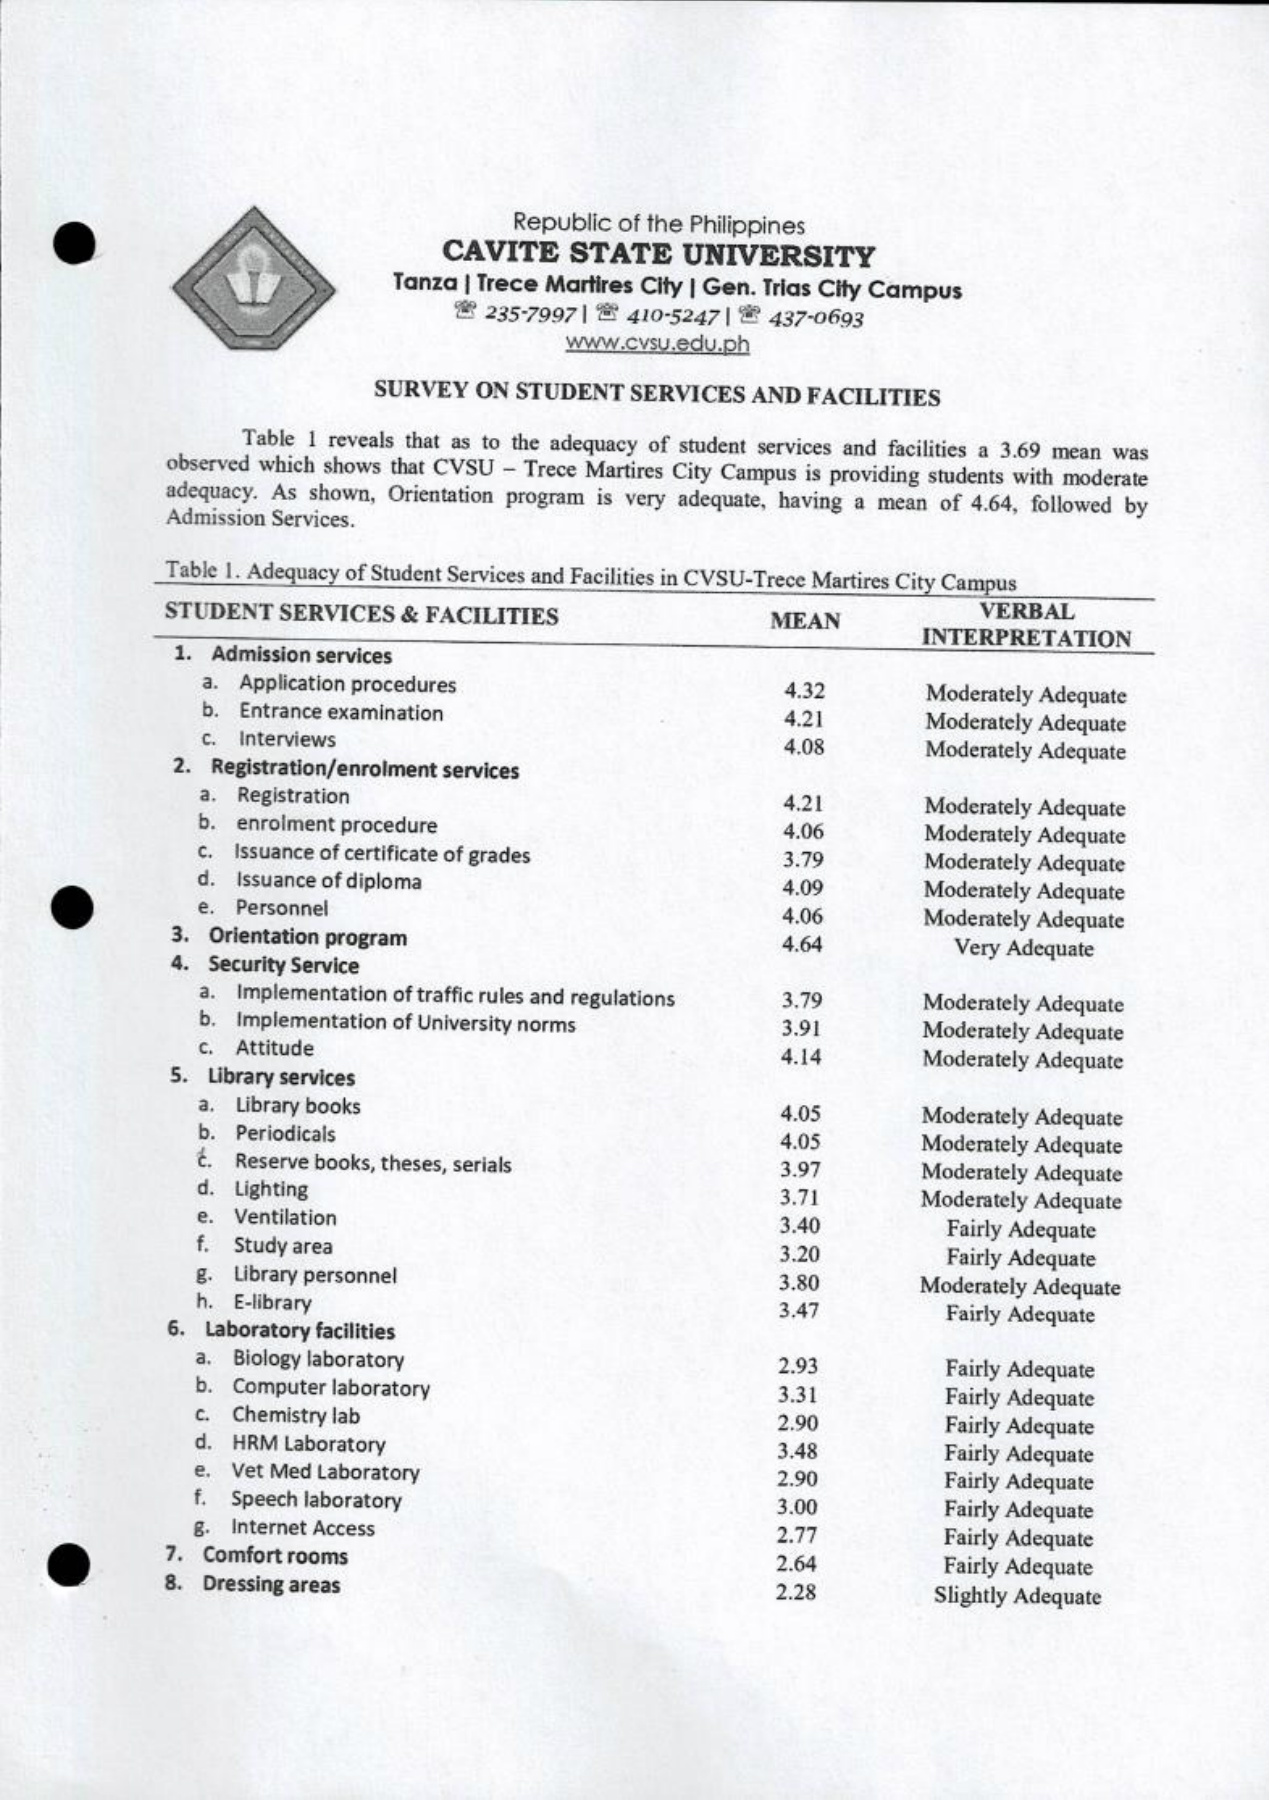 Republic of the Philippines
CAVITE STATE UNIVERSITY
Tanza | Trece Martires City | Gen. Trias City Campus
☏ 235-7997 | ☏ 410-5247 | ☏ 437-0693
www.cvsu.edu.ph
SURVEY ON STUDENT SERVICES AND FACILITIES
Table 1 reveals that as to the adequacy of student services and facilities a 3.69 mean was
observed which shows that CVSU – Trece Martires City Campus is providing students with moderate
adequacy. As shown, Orientation program is very adequate, having a mean of 4.64, followed by
Admission Services.
Table 1. Adequacy of Student Services and Facilities in CVSU-Trece Martires City Campus
STUDENT SERVICES & FACILITIES MEAN VERBAL INTERPRETATION
1. Admission services
a. Application procedures 4.32 Moderately Adequate
b. Entrance examination 4.21 Moderately Adequate
c. Interviews 4.08 Moderately Adequate
2. Registration/enrolment services
a. Registration 4.21 Moderately Adequate
b. enrolment procedure 4.06 Moderately Adequate
c. Issuance of certificate of grades 3.79 Moderately Adequate
d. Issuance of diploma 4.09 Moderately Adequate
e. Personnel 4.06 Moderately Adequate
3. Orientation program 4.64 Very Adequate
4. Security Service
a. Implementation of traffic rules and regulations 3.79 Moderately Adequate
b. Implementation of University norms 3.91 Moderately Adequate
c. Attitude 4.14 Moderately Adequate
5. Library services
a. Library books 4.05 Moderately Adequate
b. Periodicals 4.05 Moderately Adequate
c. Reserve books, theses, serials 3.97 Moderately Adequate
d. Lighting 3.71 Moderately Adequate
e. Ventilation 3.40 Fairly Adequate
f. Study area 3.20 Fairly Adequate
g. Library personnel 3.80 Moderately Adequate
h. E-library 3.47 Fairly Adequate
6. Laboratory facilities
a. Biology laboratory 2.93 Fairly Adequate
b. Computer laboratory 3.31 Fairly Adequate
c. Chemistry lab 2.90 Fairly Adequate
d. HRM Laboratory 3.48 Fairly Adequate
e. Vet Med Laboratory 2.90 Fairly Adequate
f. Speech laboratory 3.00 Fairly Adequate
g. Internet Access 2.77 Fairly Adequate
7. Comfort rooms 2.64 Fairly Adequate
8. Dressing areas 2.28 Slightly Adequate